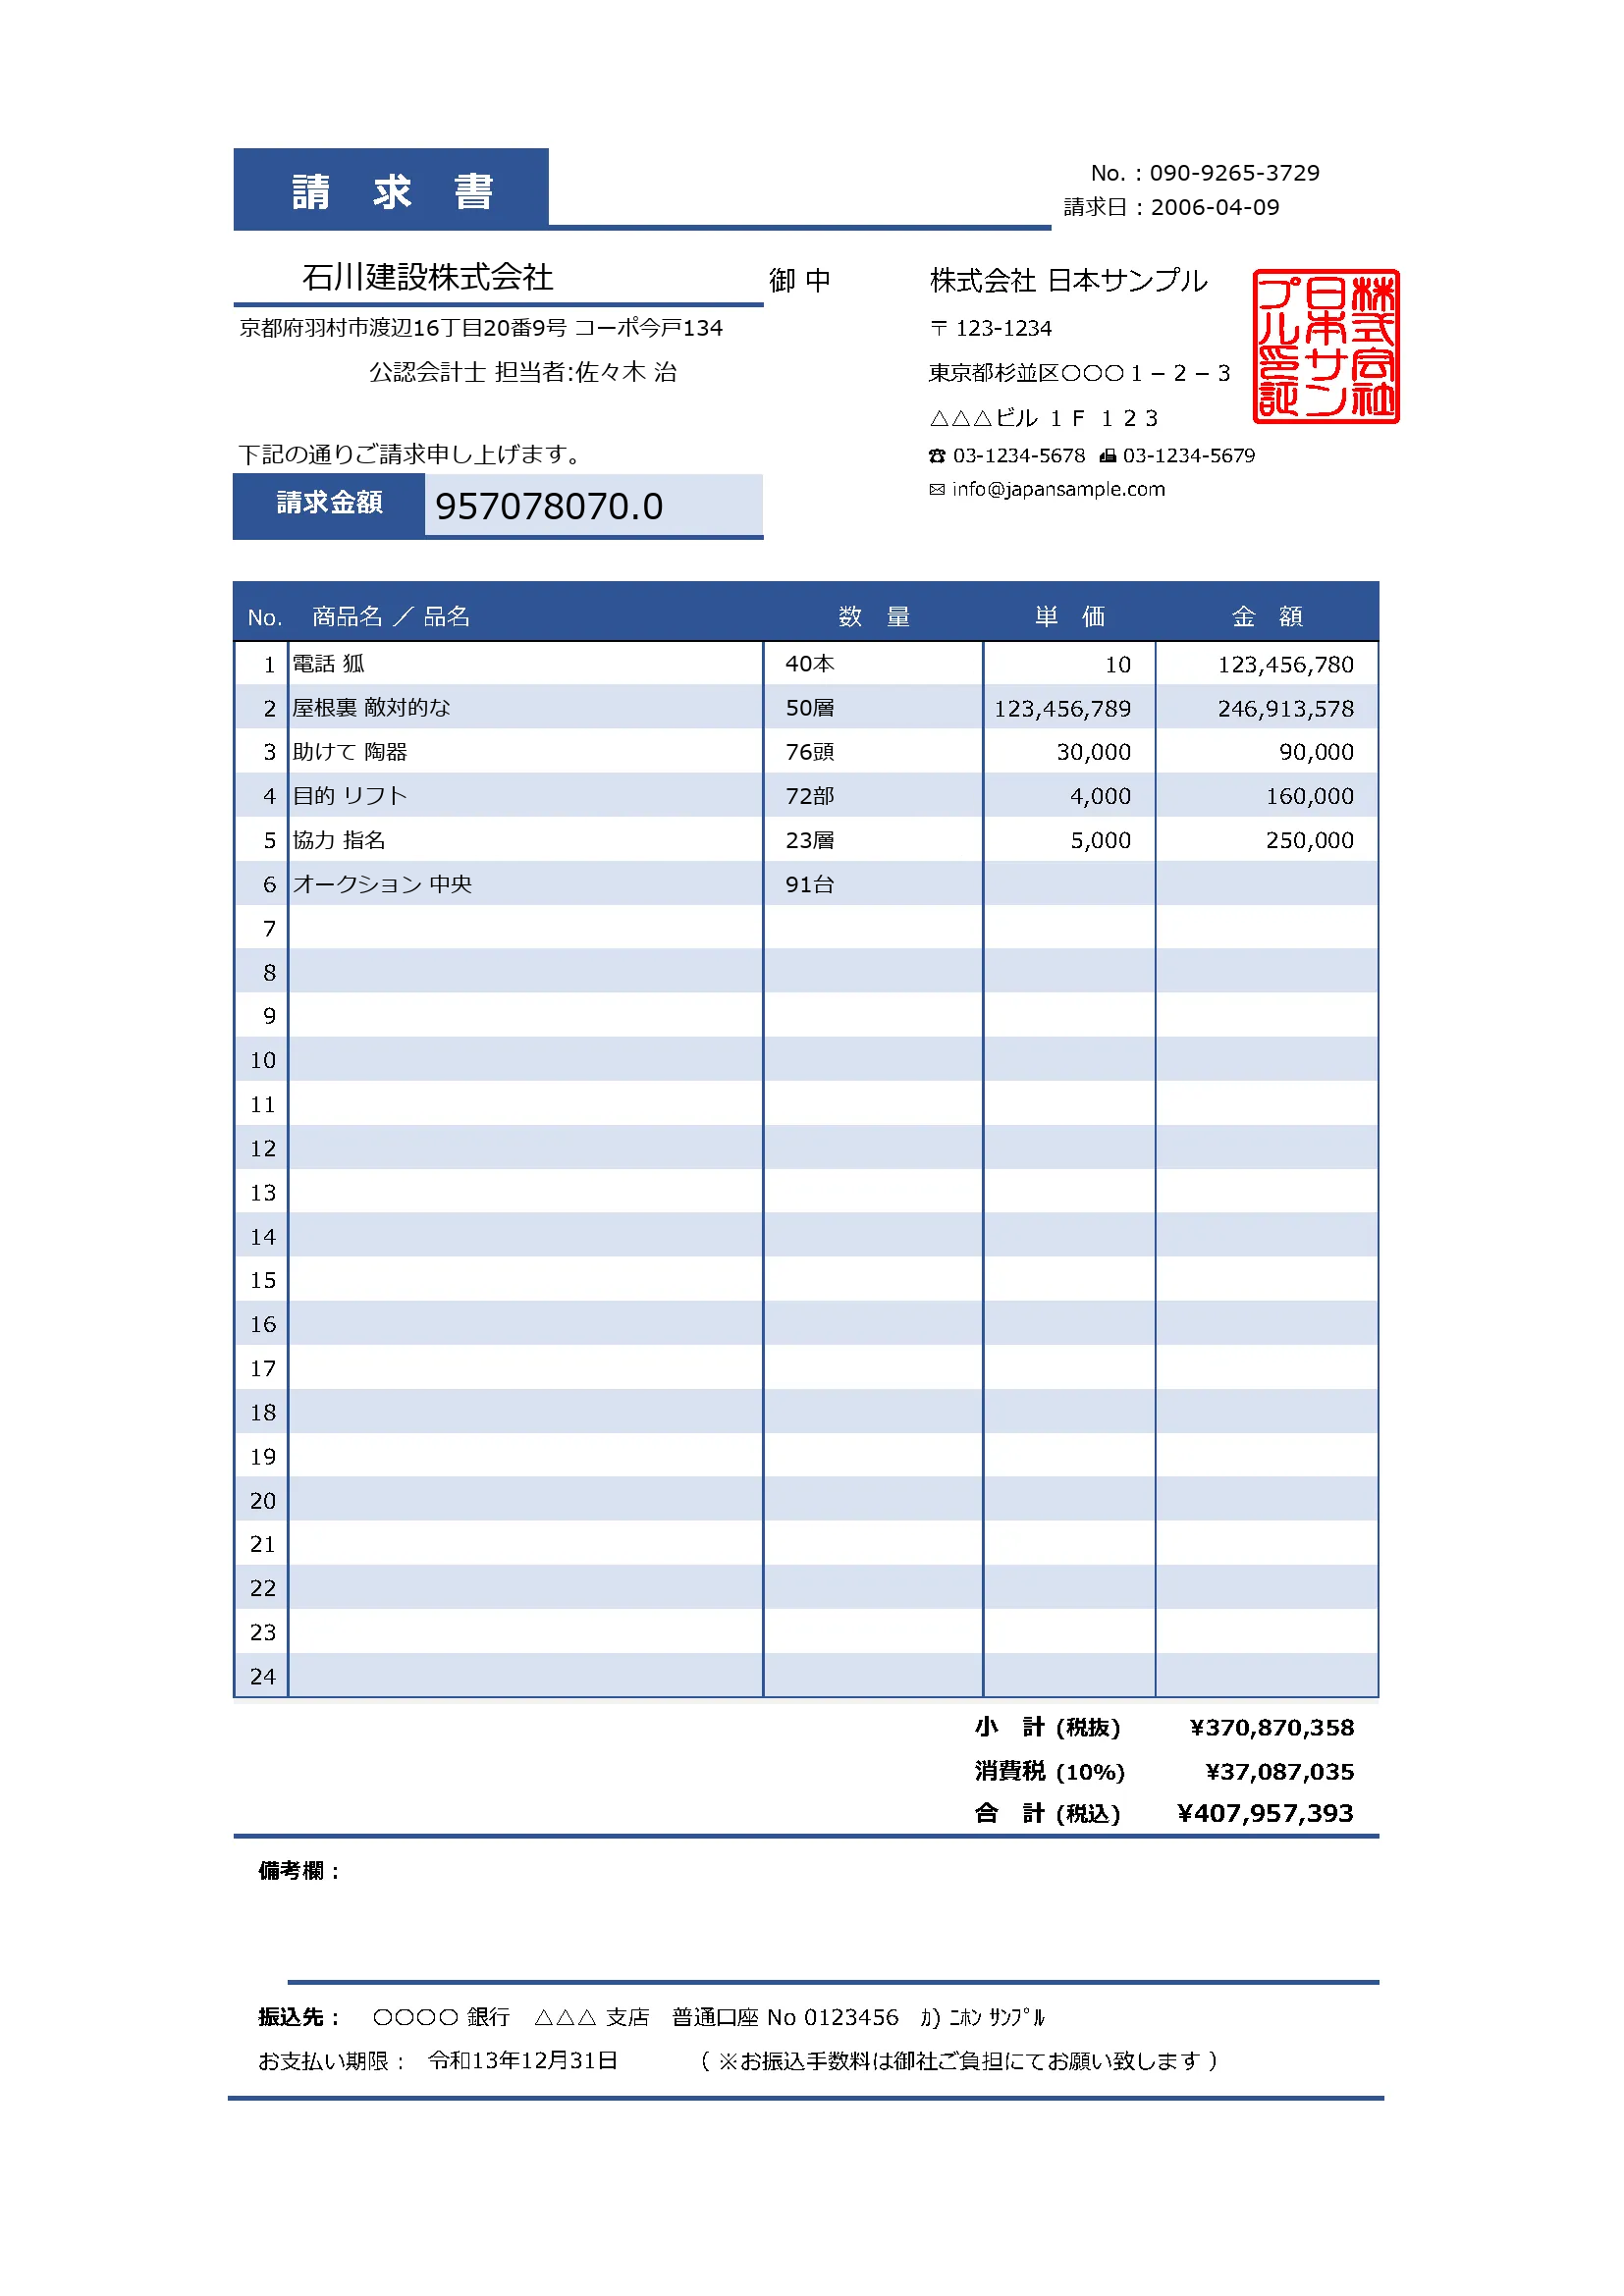 請 求 書
No. : 090-9265-3729
請求日 : 2006-04-09
石川建設株式会社 御 中
京都府羽村市渡辺16丁目20番9号 コーポ今戸134
公認会計士 担当者:佐々木 治
株式会社 日本サンプル
〒 123-1234
東京都杉並区〇〇〇１－２－３
△△△ビル １Ｆ １２３
☎ 03-1234-5678 📠 03-1234-5679
✉ info@japansample.com
株式会社日本サンプル之印証
下記の通りご請求申し上げます。
請求金額 957078070.0
No. 商品名 ／ 品名 数 量 単 価 金 額
1 電話 狐 40本 10 123,456,780
2 屋根裏 敵対的な 50層 123,456,789 246,913,578
3 助けて 陶器 76頭 30,000 90,000
4 目的 リフト 72部 4,000 160,000
5 協力 指名 23層 5,000 250,000
6 オークション 中央 91台
7
8
9
10
11
12
13
14
15
16
17
18
19
20
21
22
23
24
小 計 (税抜) ¥370,870,358
消費税 (10%) ¥37,087,035
合 計 (税込) ¥407,957,393
備考欄 :
振込先 : 〇〇〇〇 銀行 △△△ 支店 普通口座 No 0123456 ｶ) ﾆﾎﾝ ｻﾝﾌﾟﾙ
お支払い期限 : 令和13年12月31日 ( ※お振込手数料は御社ご負担にてお願い致します )